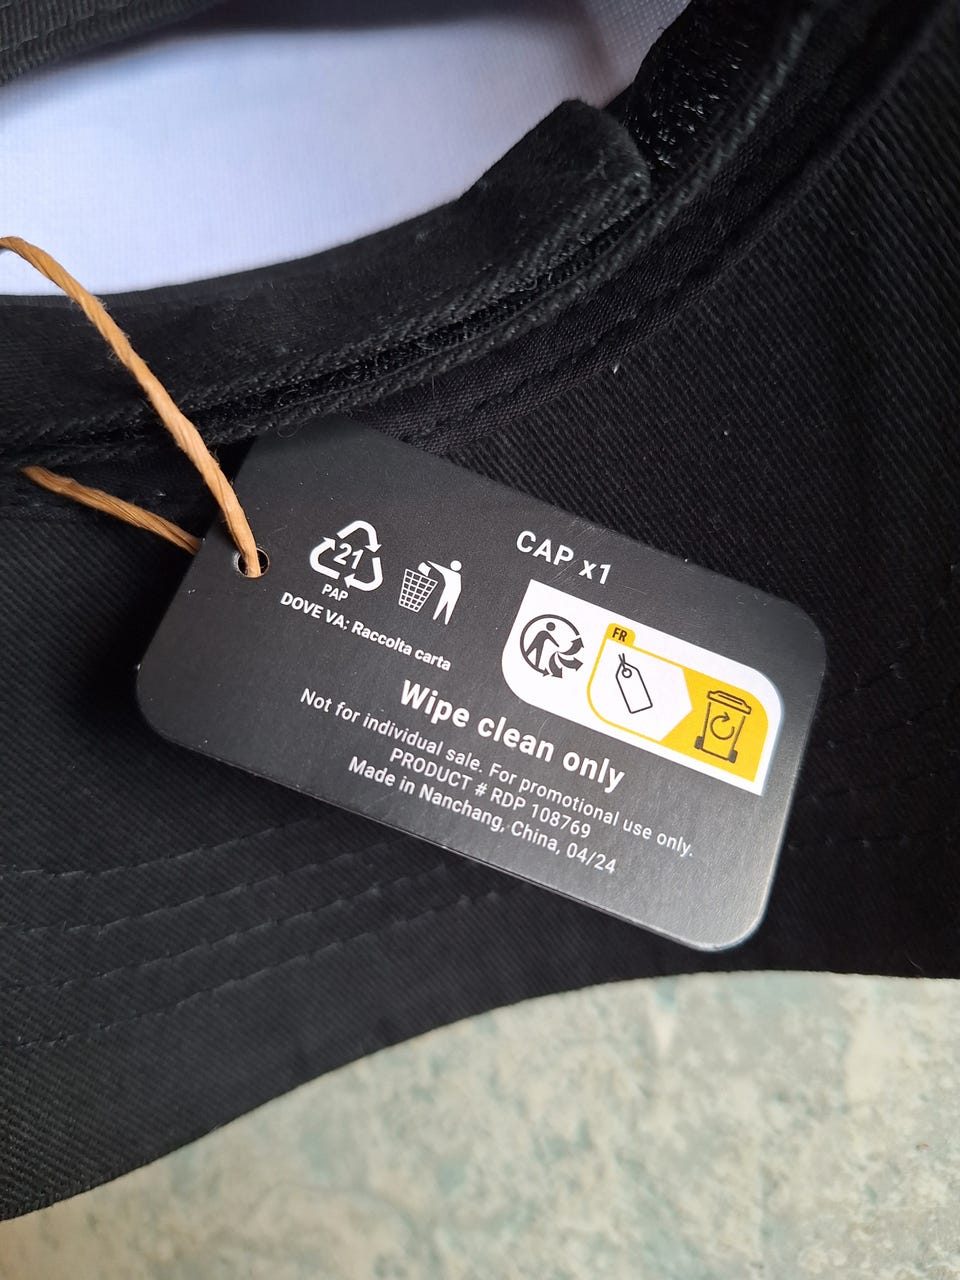 CAP x1
21
PAP
DOVE VA: Raccolta carta
FR
Wipe clean only
Not for individual sale. For promotional use only.
PRODUCT # RDP 108769
Made in Nanchang, China, 04/24